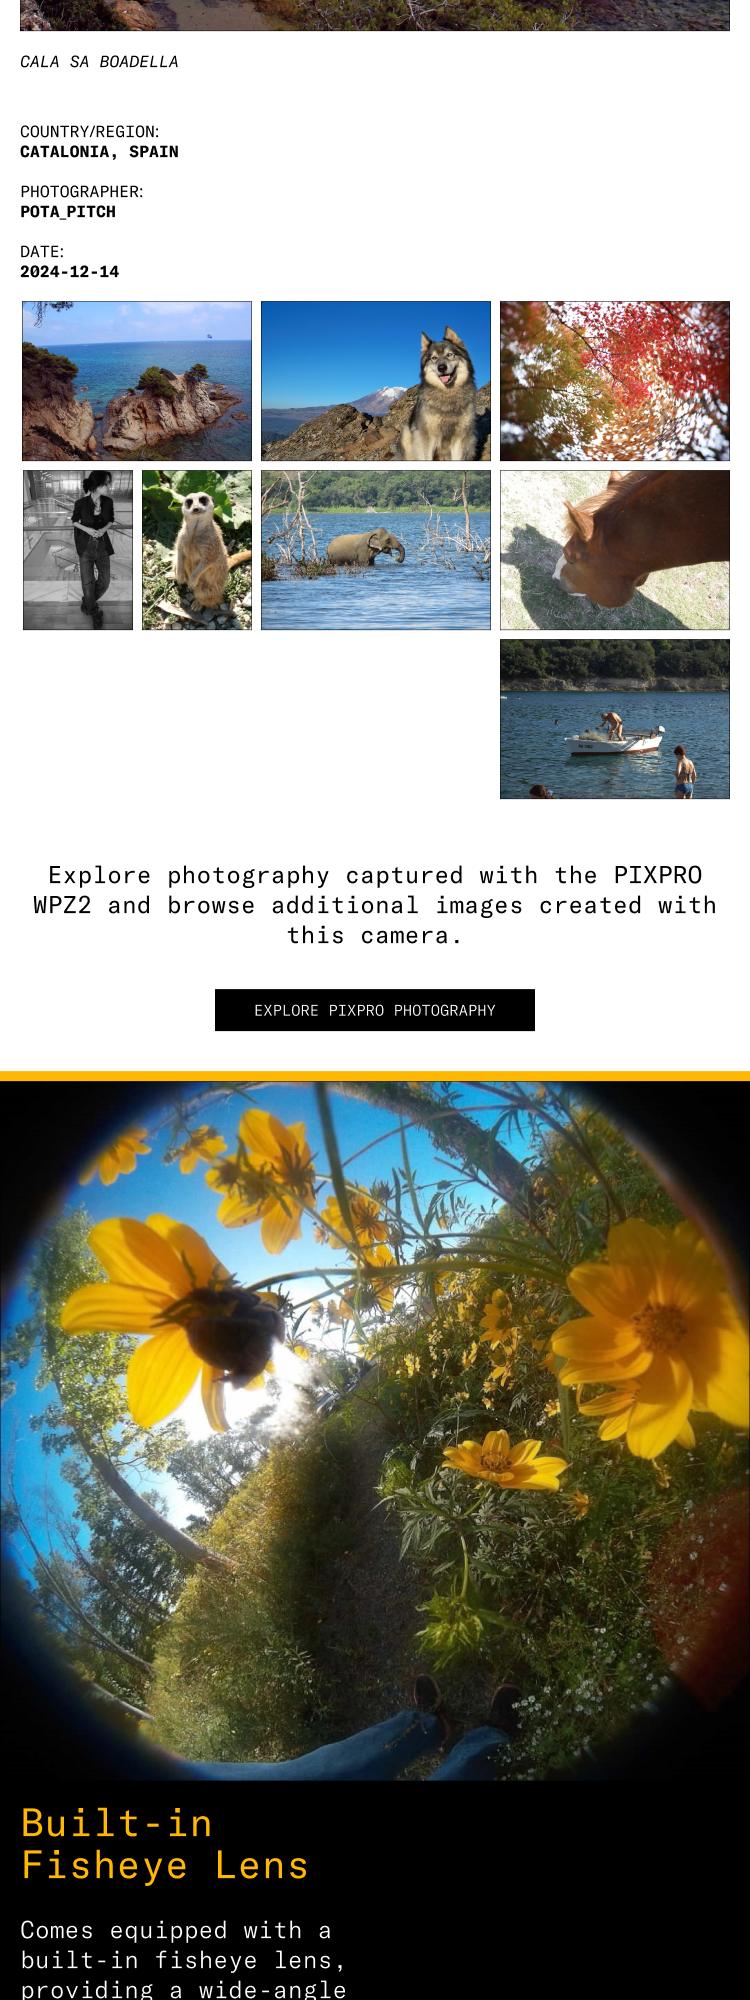 CALA SA BOADELLA
COUNTRY/REGION:
CATALONIA, SPAIN
PHOTOGRAPHER:
POTA_PITCH
DATE:
2024-12-14
Explore photography captured with the PIXPRO
WPZ2 and browse additional images created with
this camera.
EXPLORE PIXPRO PHOTOGRAPHY
Built-in
Fisheye Lens
Comes equipped with a
built-in fisheye lens,
providing a wide-angle